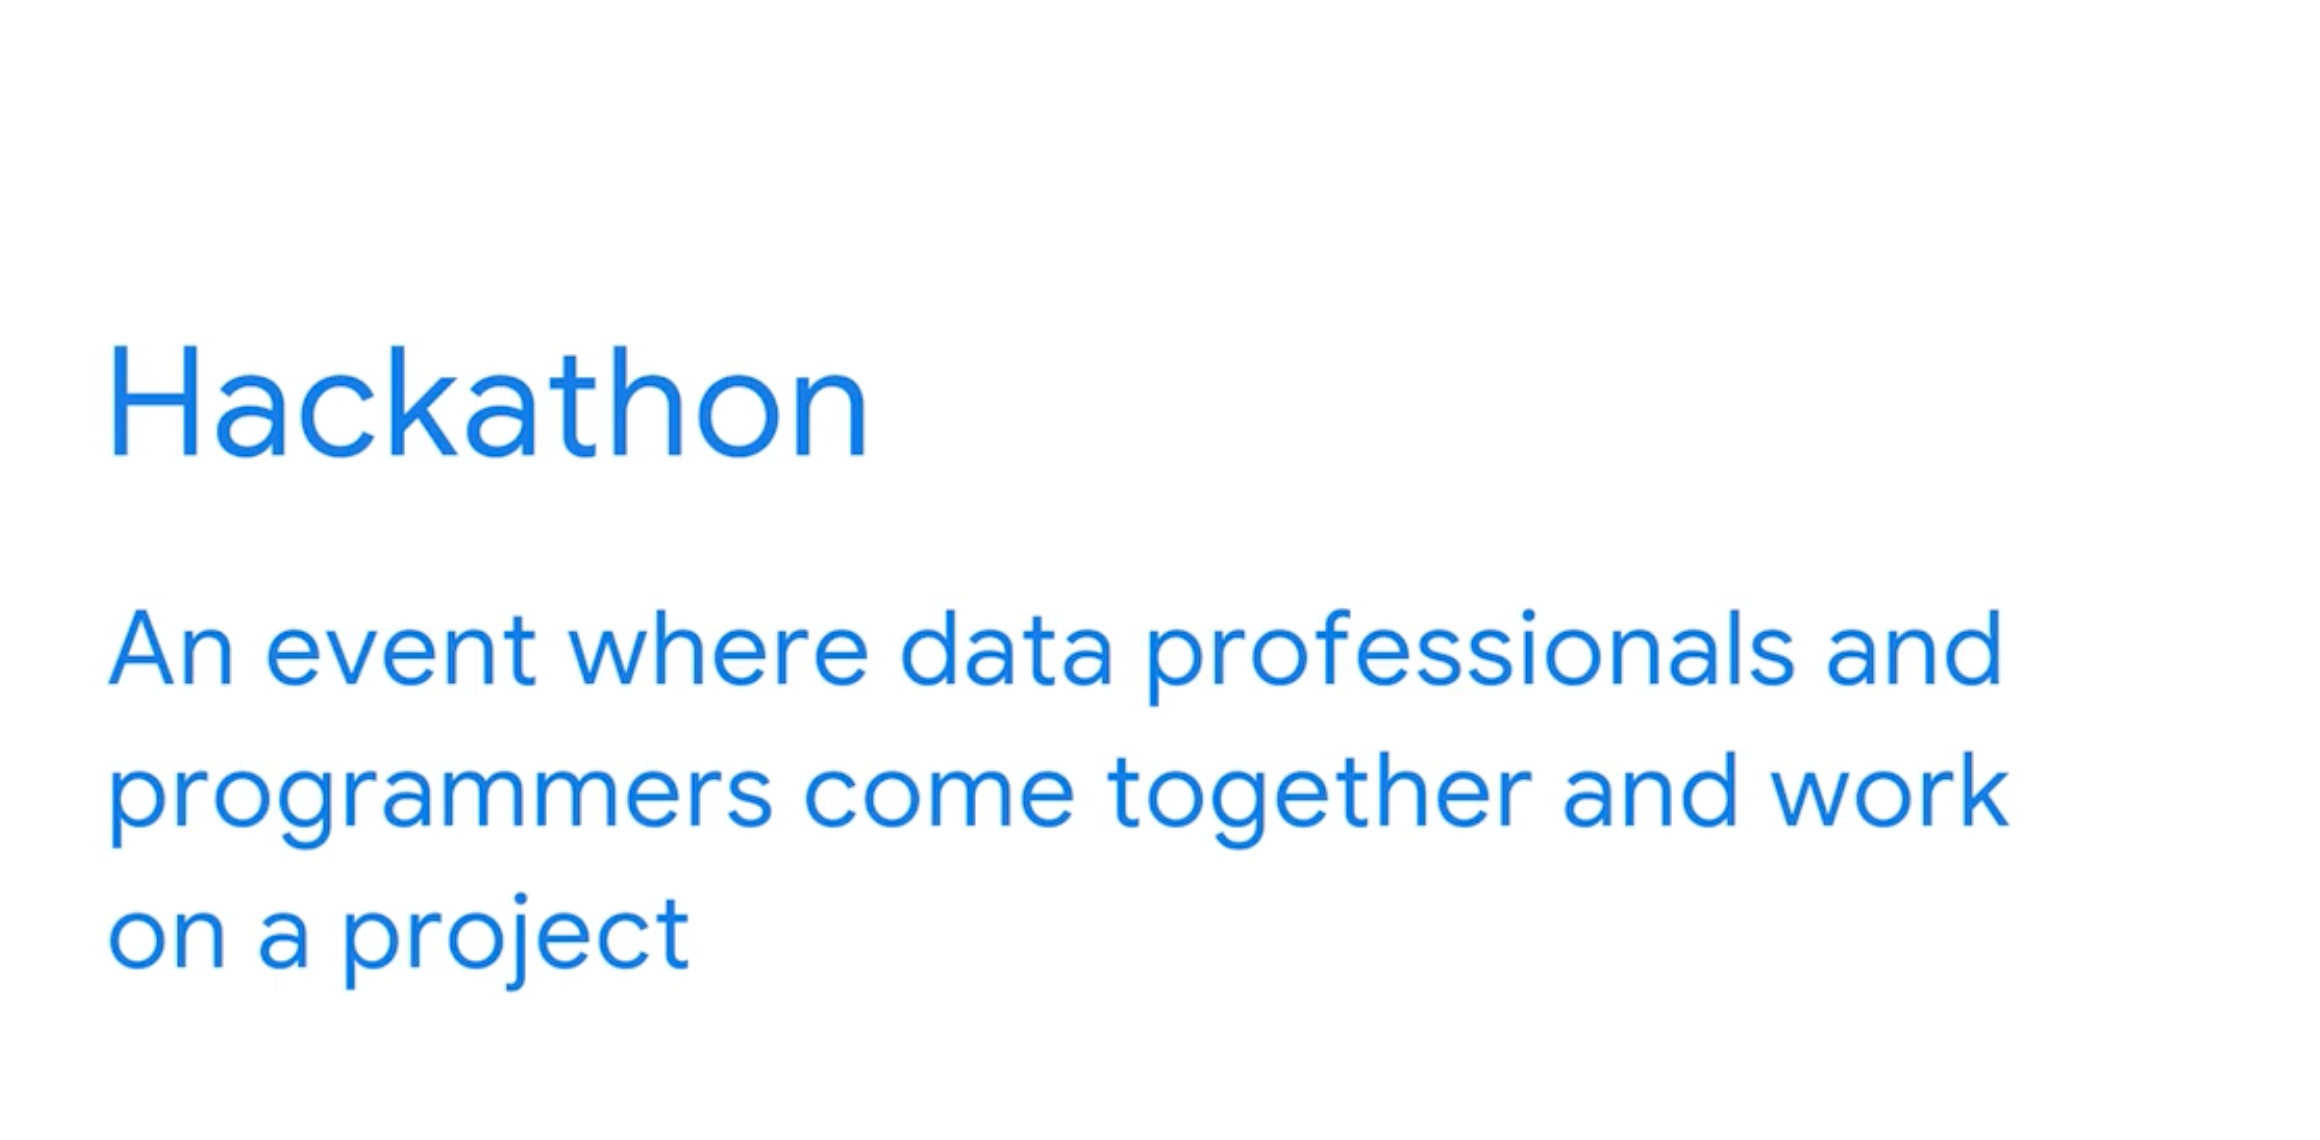 Hackathon
An event where data professionals and
programmers come together and work
on a project